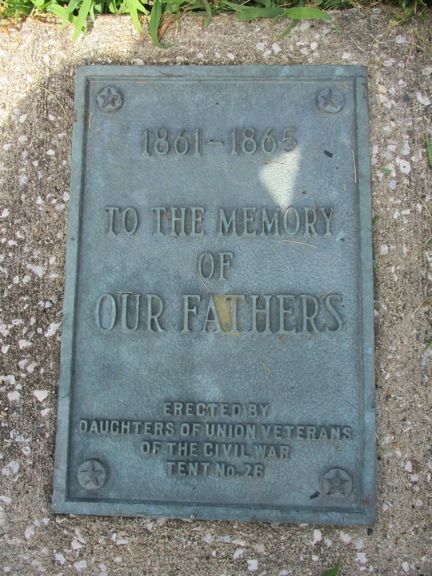 1861-1865
TO THE MEMORY
OF
OUR FATHERS
ERECTED BY
DAUGHTERS OF UNION VETERANS
OF THE CIVIL WAR
TENT No. 26